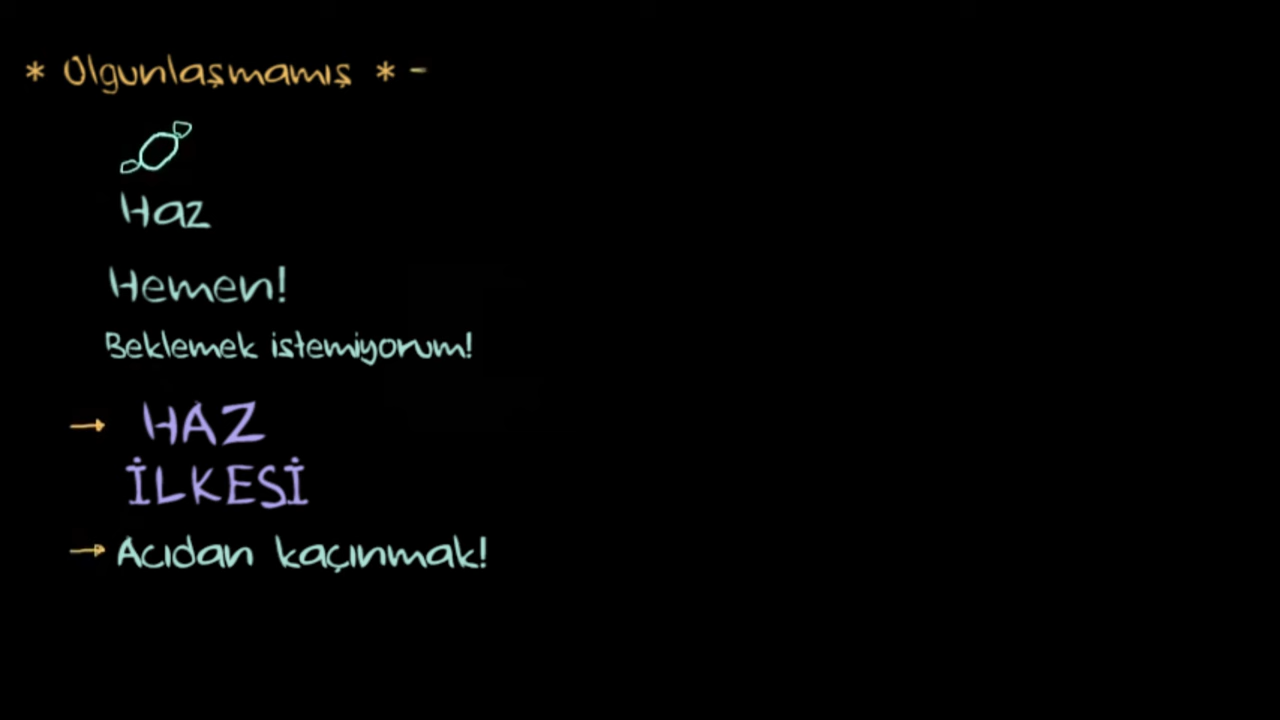 * Olgunlaşmamış * -
Haz
Hemen!
Beklemek istemiyorum!
→ HAZ
İLKESİ
→ Acıdan kaçınmak!